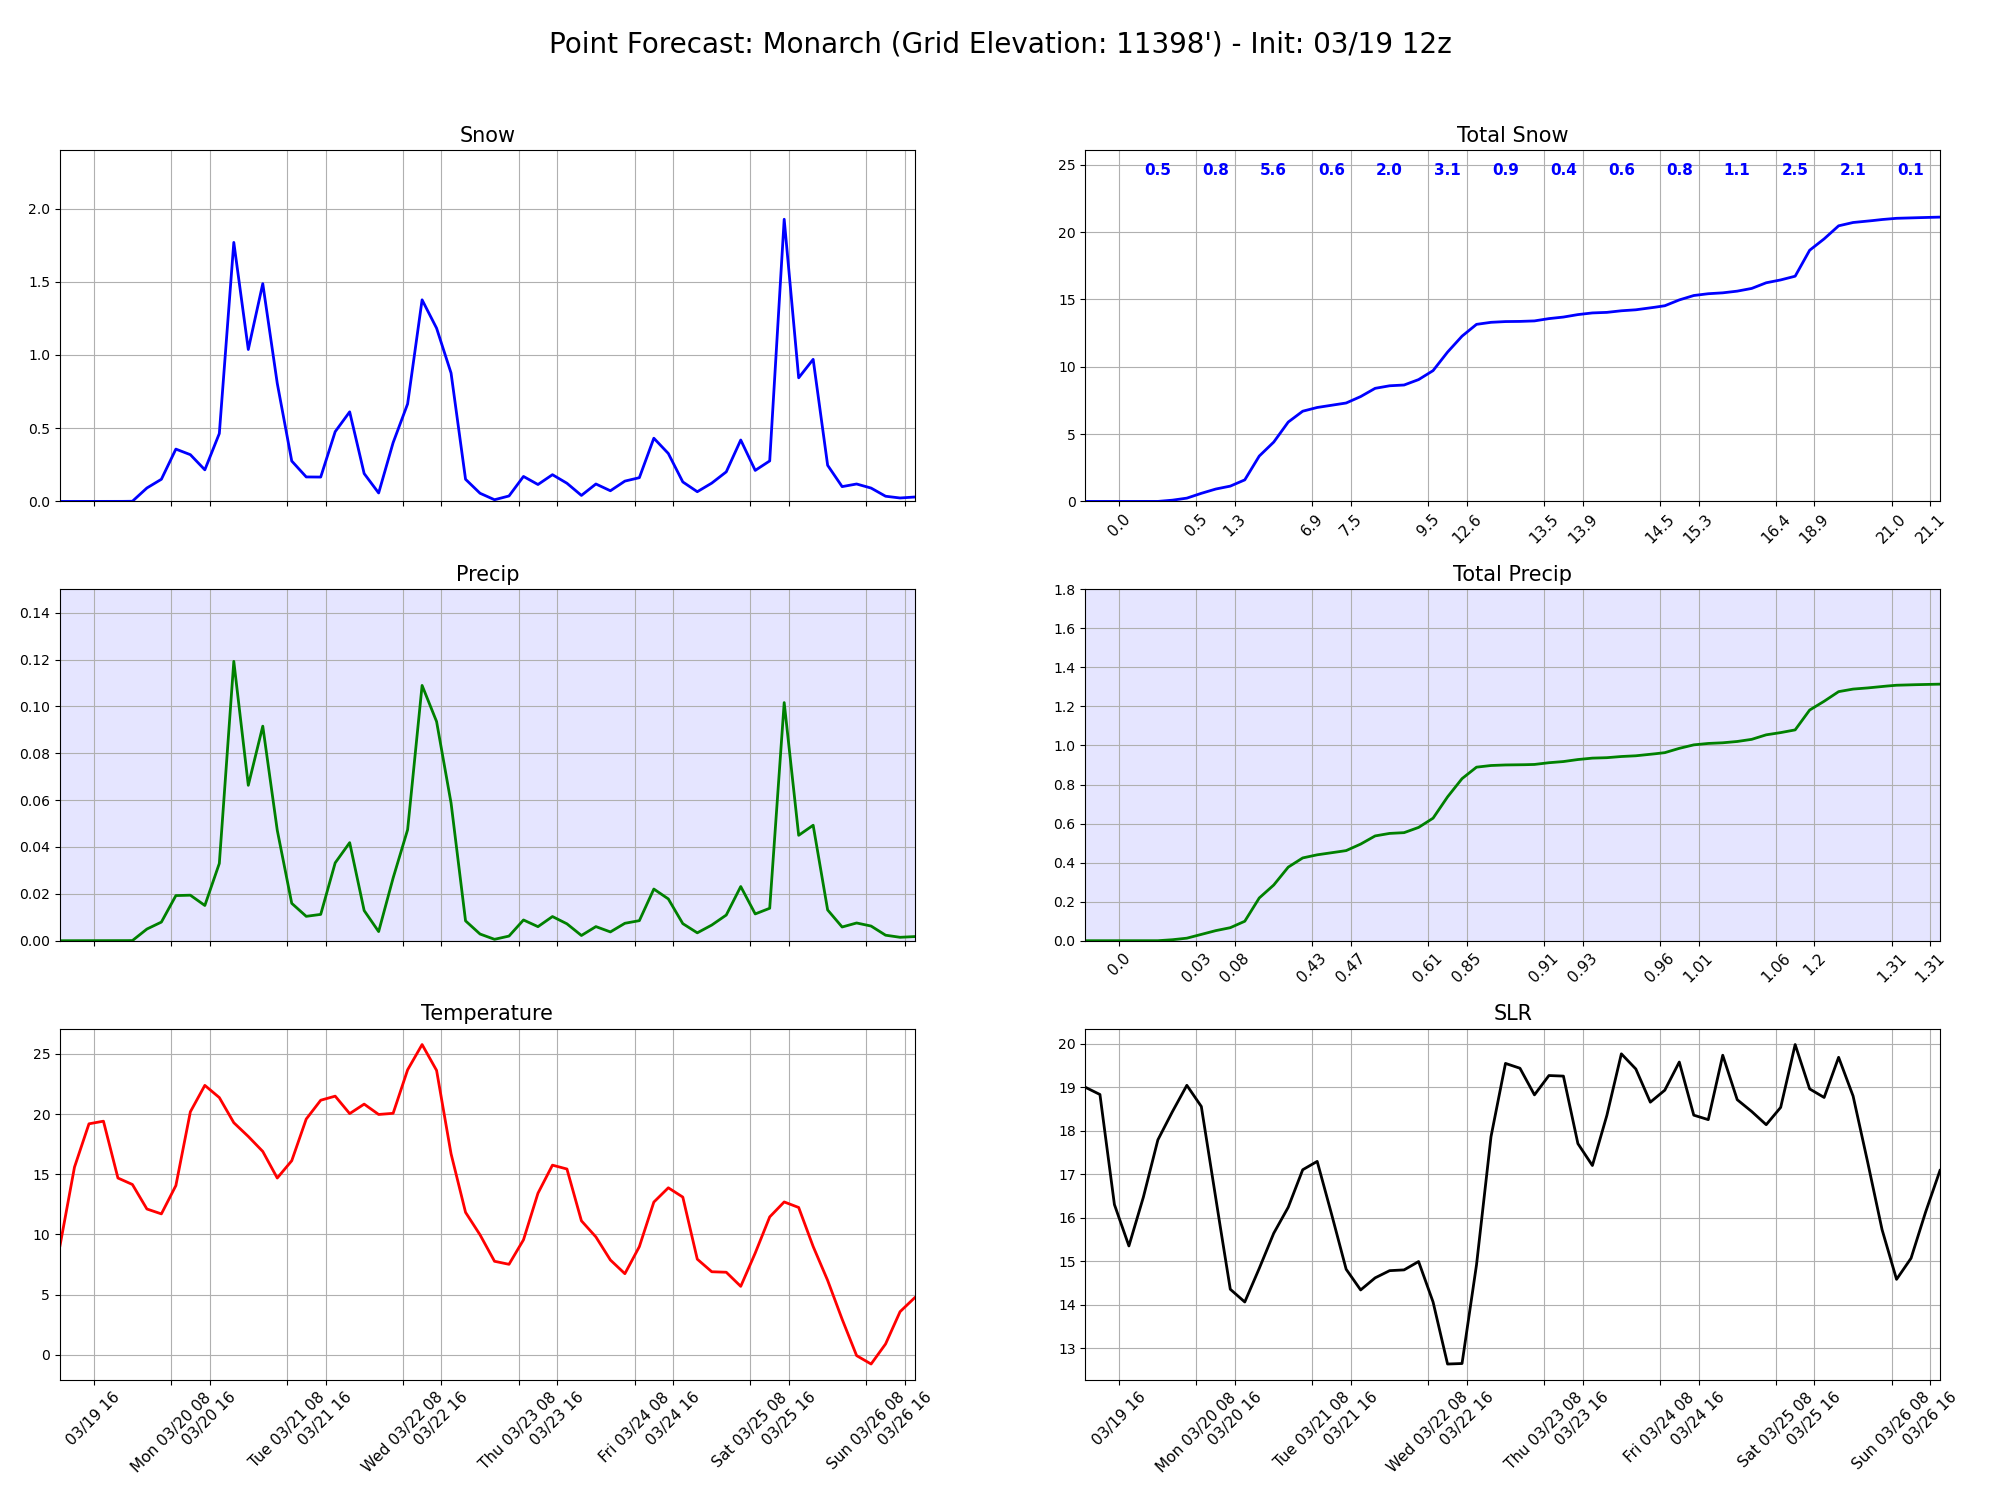 Point Forecast: Monarch (Grid Elevation: 11398') - Init: 03/19 12z
Snow
2.0
1.5
1.0
0.5
0.0
Total Snow
0.5 0.8 5.6 0.6 2.0 3.1 0.9 0.4 0.6 0.8 1.1 2.5 2.1 0.1
25
20
15
10
5
0
0.0 0.5 1.3 6.9 7.5 9.5 12.6 13.5 13.9 14.5 15.3 16.4 18.9 21.0 21.1
Precip
0.14
0.12
0.10
0.08
0.06
0.04
0.02
0.00
Total Precip
1.8
1.6
1.4
1.2
1.0
0.8
0.6
0.4
0.2
0.0
0.0 0.03 0.08 0.43 0.47 0.61 0.85 0.91 0.93 0.96 1.01 1.06 1.2 1.31 1.31
Temperature
25
20
15
10
5
0
03/19 16
Mon 03/20 08
03/20 16
Tue 03/21 08
03/21 16
Wed 03/22 08
03/22 16
Thu 03/23 08
03/23 16
Fri 03/24 08
03/24 16
Sat 03/25 08
03/25 16
Sun 03/26 08
03/26 16
SLR
20
19
18
17
16
15
14
13
03/19 16
Mon 03/20 08
03/20 16
Tue 03/21 08
03/21 16
Wed 03/22 08
03/22 16
Thu 03/23 08
03/23 16
Fri 03/24 08
03/24 16
Sat 03/25 08
03/25 16
Sun 03/26 08
03/26 16